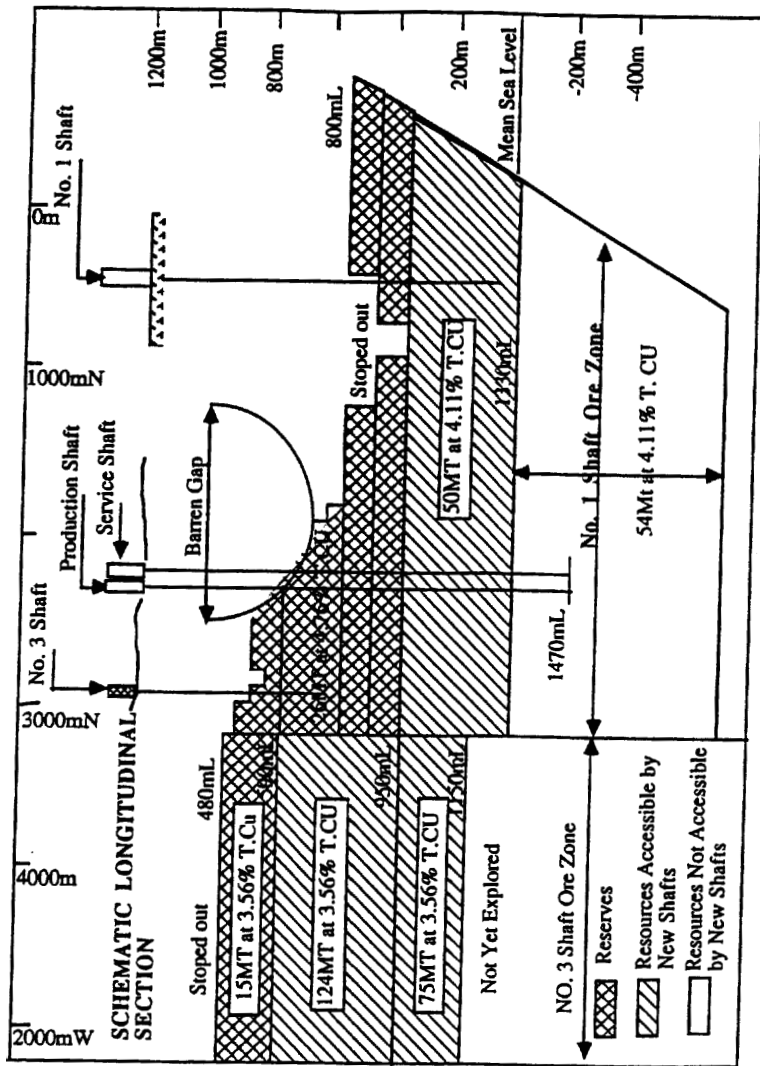 SCHEMATIC LONGITUDINAL
SECTION
No. 3 Shaft
Production Shaft
Service Shaft
No. 1 Shaft
2000mW
4000m
3000mN
1000mN
0m
1200m
1000m
800m
200m
Mean Sea Level
-200m
-400m
Barren Gap
Stoped out
480mL
15MT at 3.56% T.Cu
124MT at 3.56% T.CU
950mL
75MT at 3.56% T.CU
1150mL
Not Yet Explored
NO. 3 Shaft Ore Zone
Stoped out
800mL
50MT at 4.11% T.CU
1330mL
1470mL
No. 1 Shaft Ore Zone
54Mt at 4.11% T. CU
Reserves
Resources Accessible by
New Shafts
Resources Not Accessible
by New Shafts